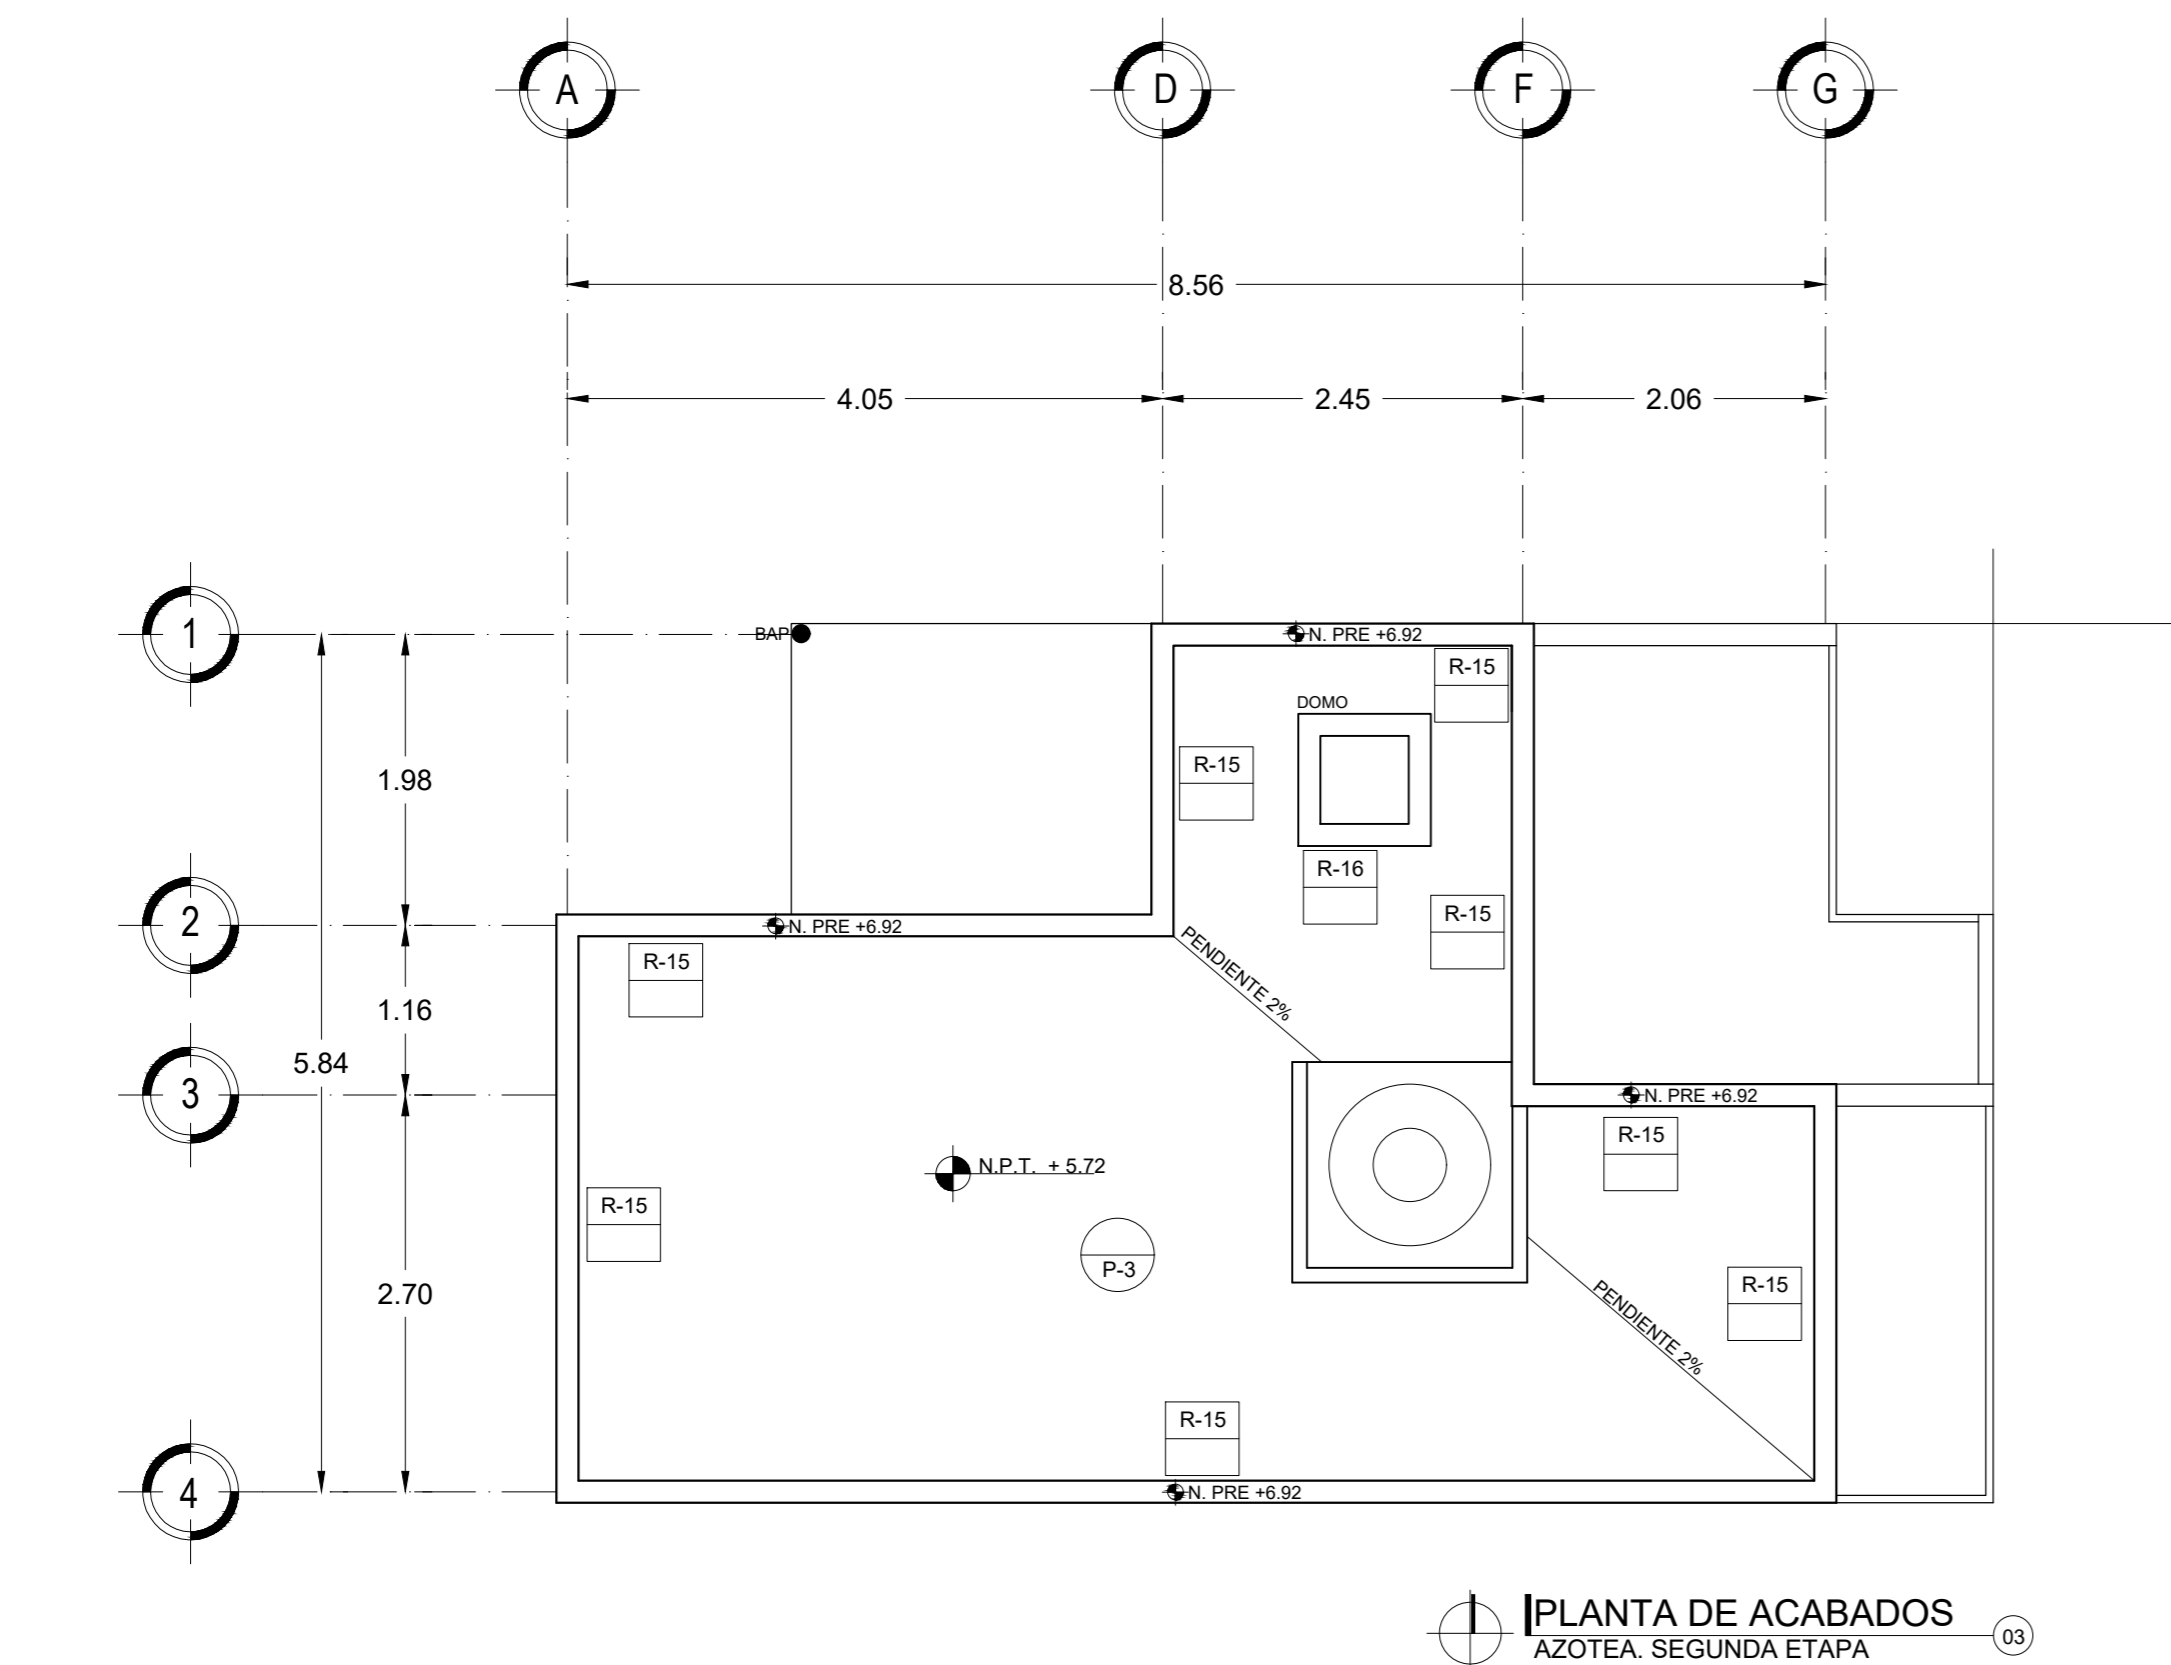 A
D
F
G
8.56
4.05
2.45
2.06
1
BAP
N. PRE +6.92
R-15
DOMO
R-15
1.98
R-16
R-15
2
N. PRE +6.92
PENDIENTE 2%
R-15
1.16
5.84
3
N. PRE +6.92
R-15
N.P.T. + 5.72
R-15
P-3
2.70
R-15
PENDIENTE 2%
R-15
4
N. PRE +6.92
PLANTA DE ACABADOS
03
AZOTEA. SEGUNDA ETAPA